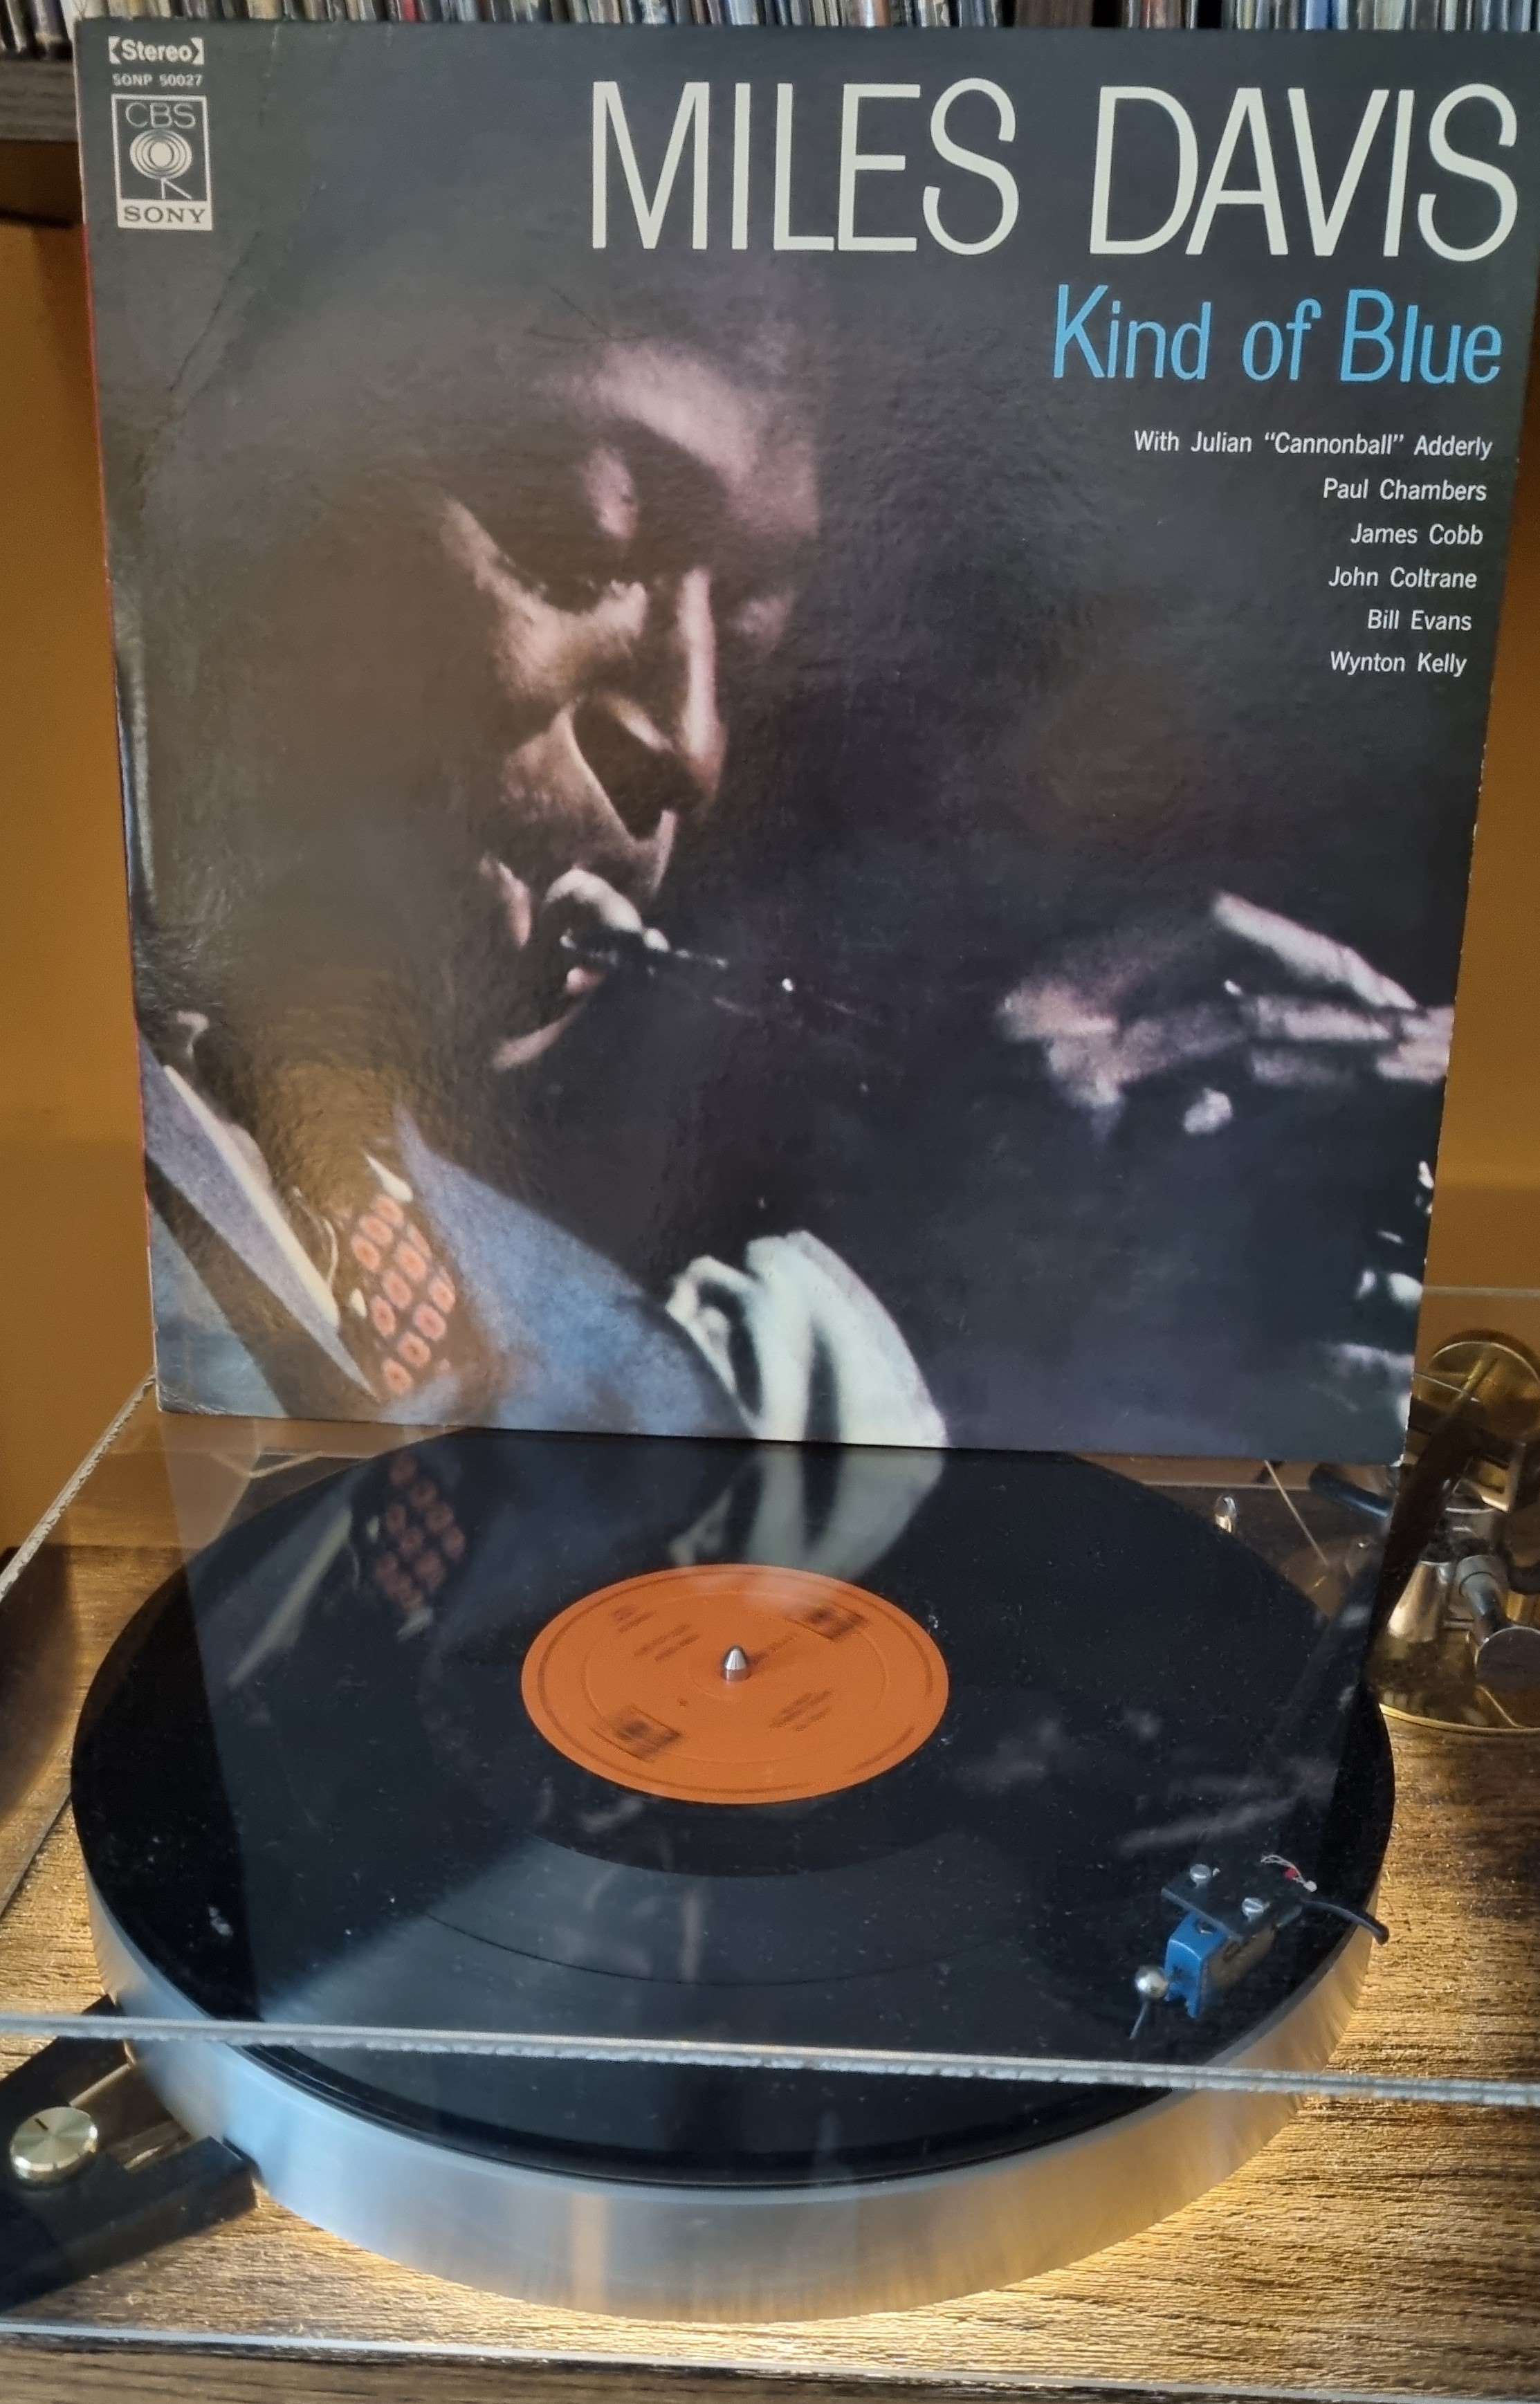 【Stereo】
SONP 50027
CBS
SONY
MILES DAVIS
Kind of Blue
With Julian “Cannonball” Adderly
Paul Chambers
James Cobb
John Coltrane
Bill Evans
Wynton Kelly